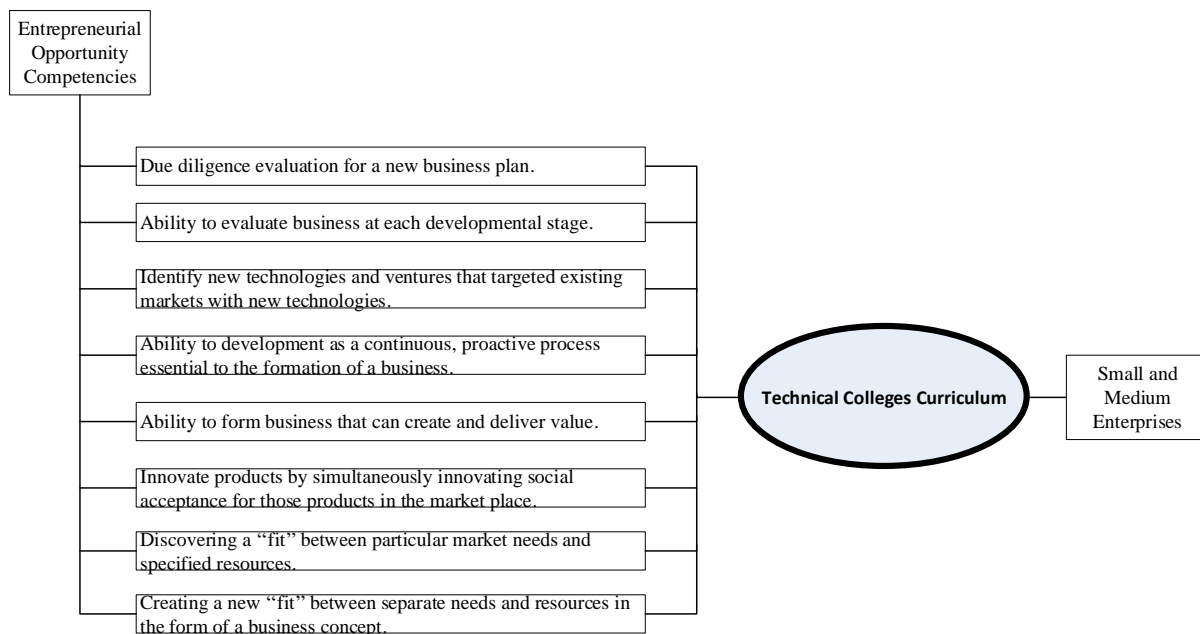 Entrepreneurial
Opportunity
Competencies
Due diligence evaluation for a new business plan.
Ability to evaluate business at each developmental stage.
Identify new technologies and ventures that targeted existing
markets with new technologies.
Ability to development as a continuous, proactive process
essential to the formation of a business.
Ability to form business that can create and deliver value.
Innovate products by simultaneously innovating social
acceptance for those products in the market place.
Discovering a “fit” between particular market needs and
specified resources.
Creating a new “fit” between separate needs and resources in
the form of a business concept.
Technical Colleges Curriculum
Small and
Medium
Enterprises